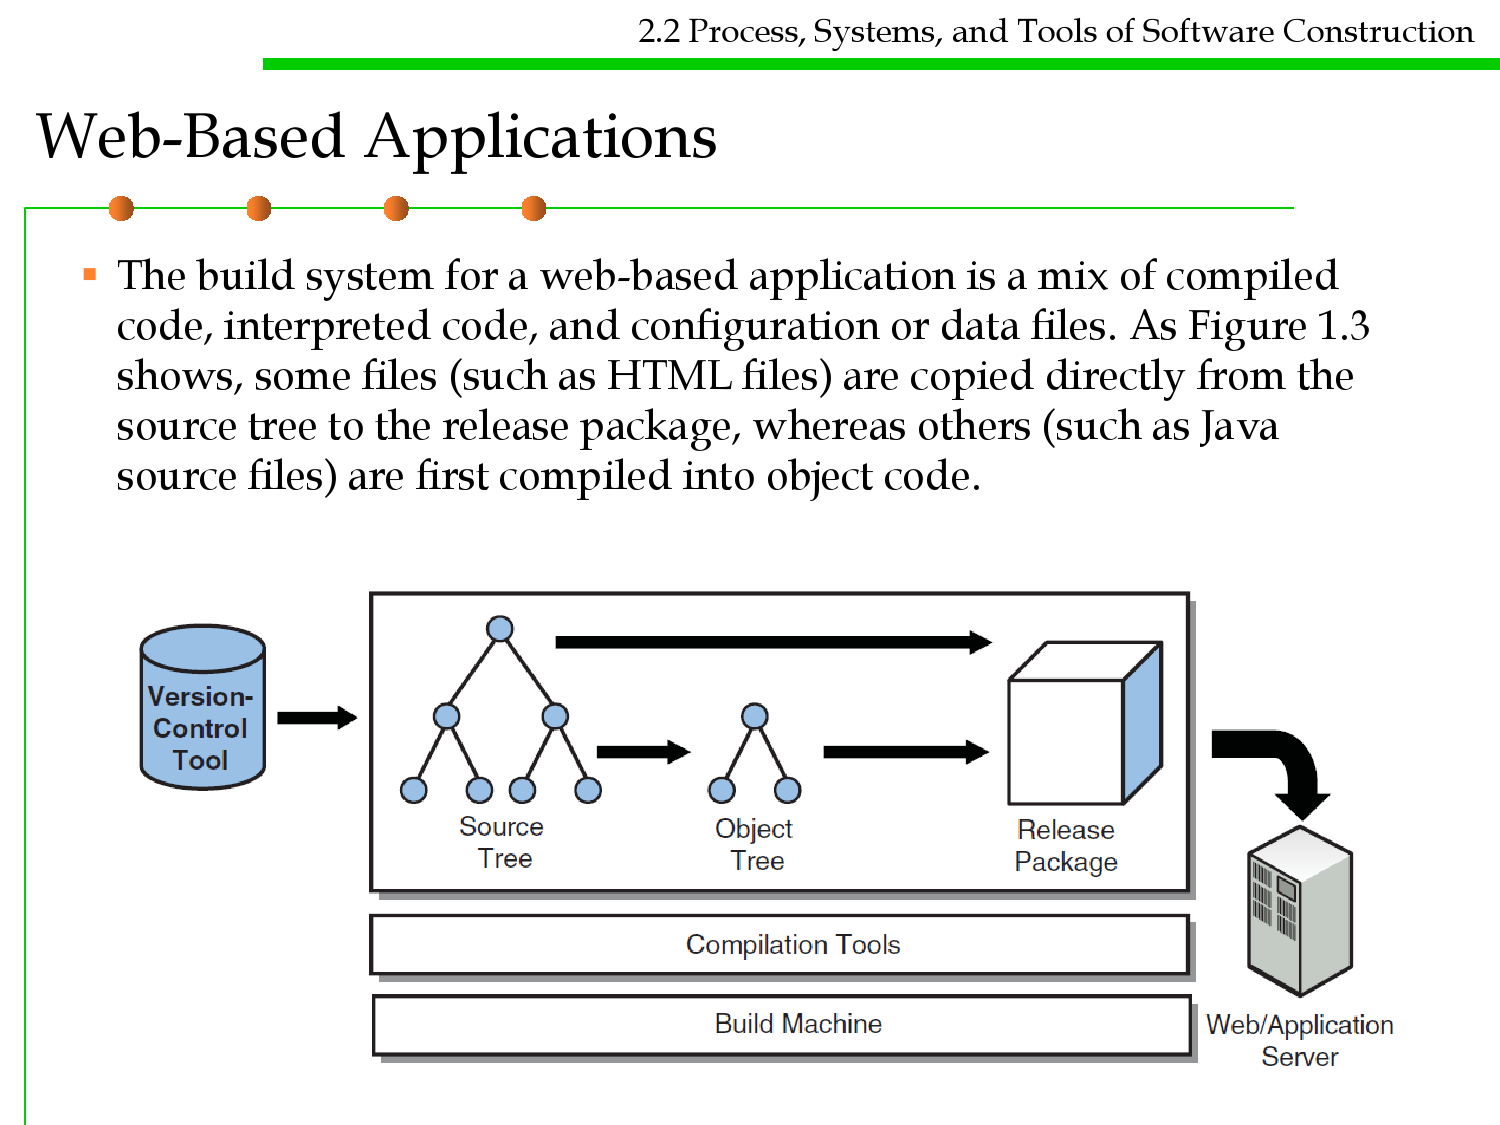 2.2 Process, Systems, and Tools of Software Construction
Web-Based Applications
The build system for a web-based application is a mix of compiled
code, interpreted code, and configuration or data files. As Figure 1.3
shows, some files (such as HTML files) are copied directly from the
source tree to the release package, whereas others (such as Java
source files) are first compiled into object code.
Version-
Control
Tool
Source
Tree
Object
Tree
Release
Package
Compilation Tools
Build Machine
Web/Application
Server